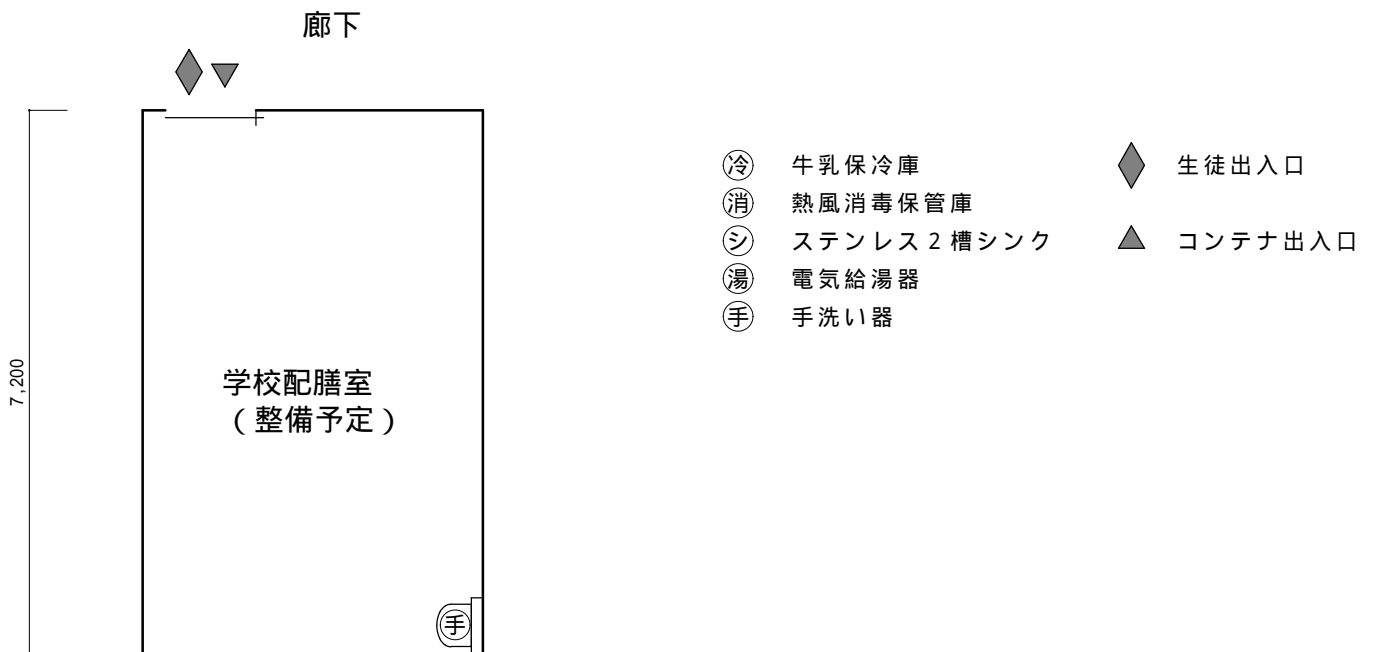 廊下
7,200
学校配膳室
（整備予定）
手
冷 牛乳保冷庫
消 熱風消毒保管庫
シ ステンレス２槽シンク
湯 電気給湯器
手 手洗い器
生徒出入口
コンテナ出入口